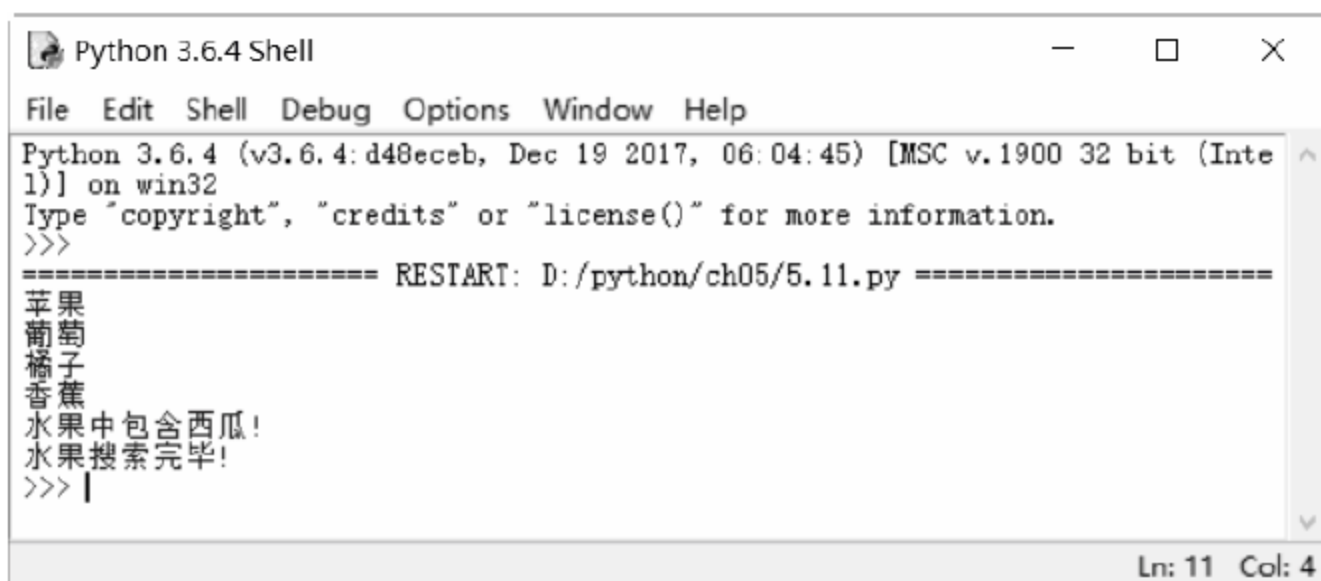 Python 3.6.4 Shell
File Edit Shell Debug Options Window Help
Python 3.6.4 (v3.6.4:d48eceb, Dec 19 2017, 06:04:45) [MSC v.1900 32 bit (Inte
l)] on win32
Type "copyright", "credits" or "license()" for more information.
>>>
====================== RESTART: D:/python/ch05/5.11.py ======================
苹果
葡萄
橘子
香蕉
水果中包含西瓜!
水果搜索完毕!
>>>
Ln: 11 Col: 4